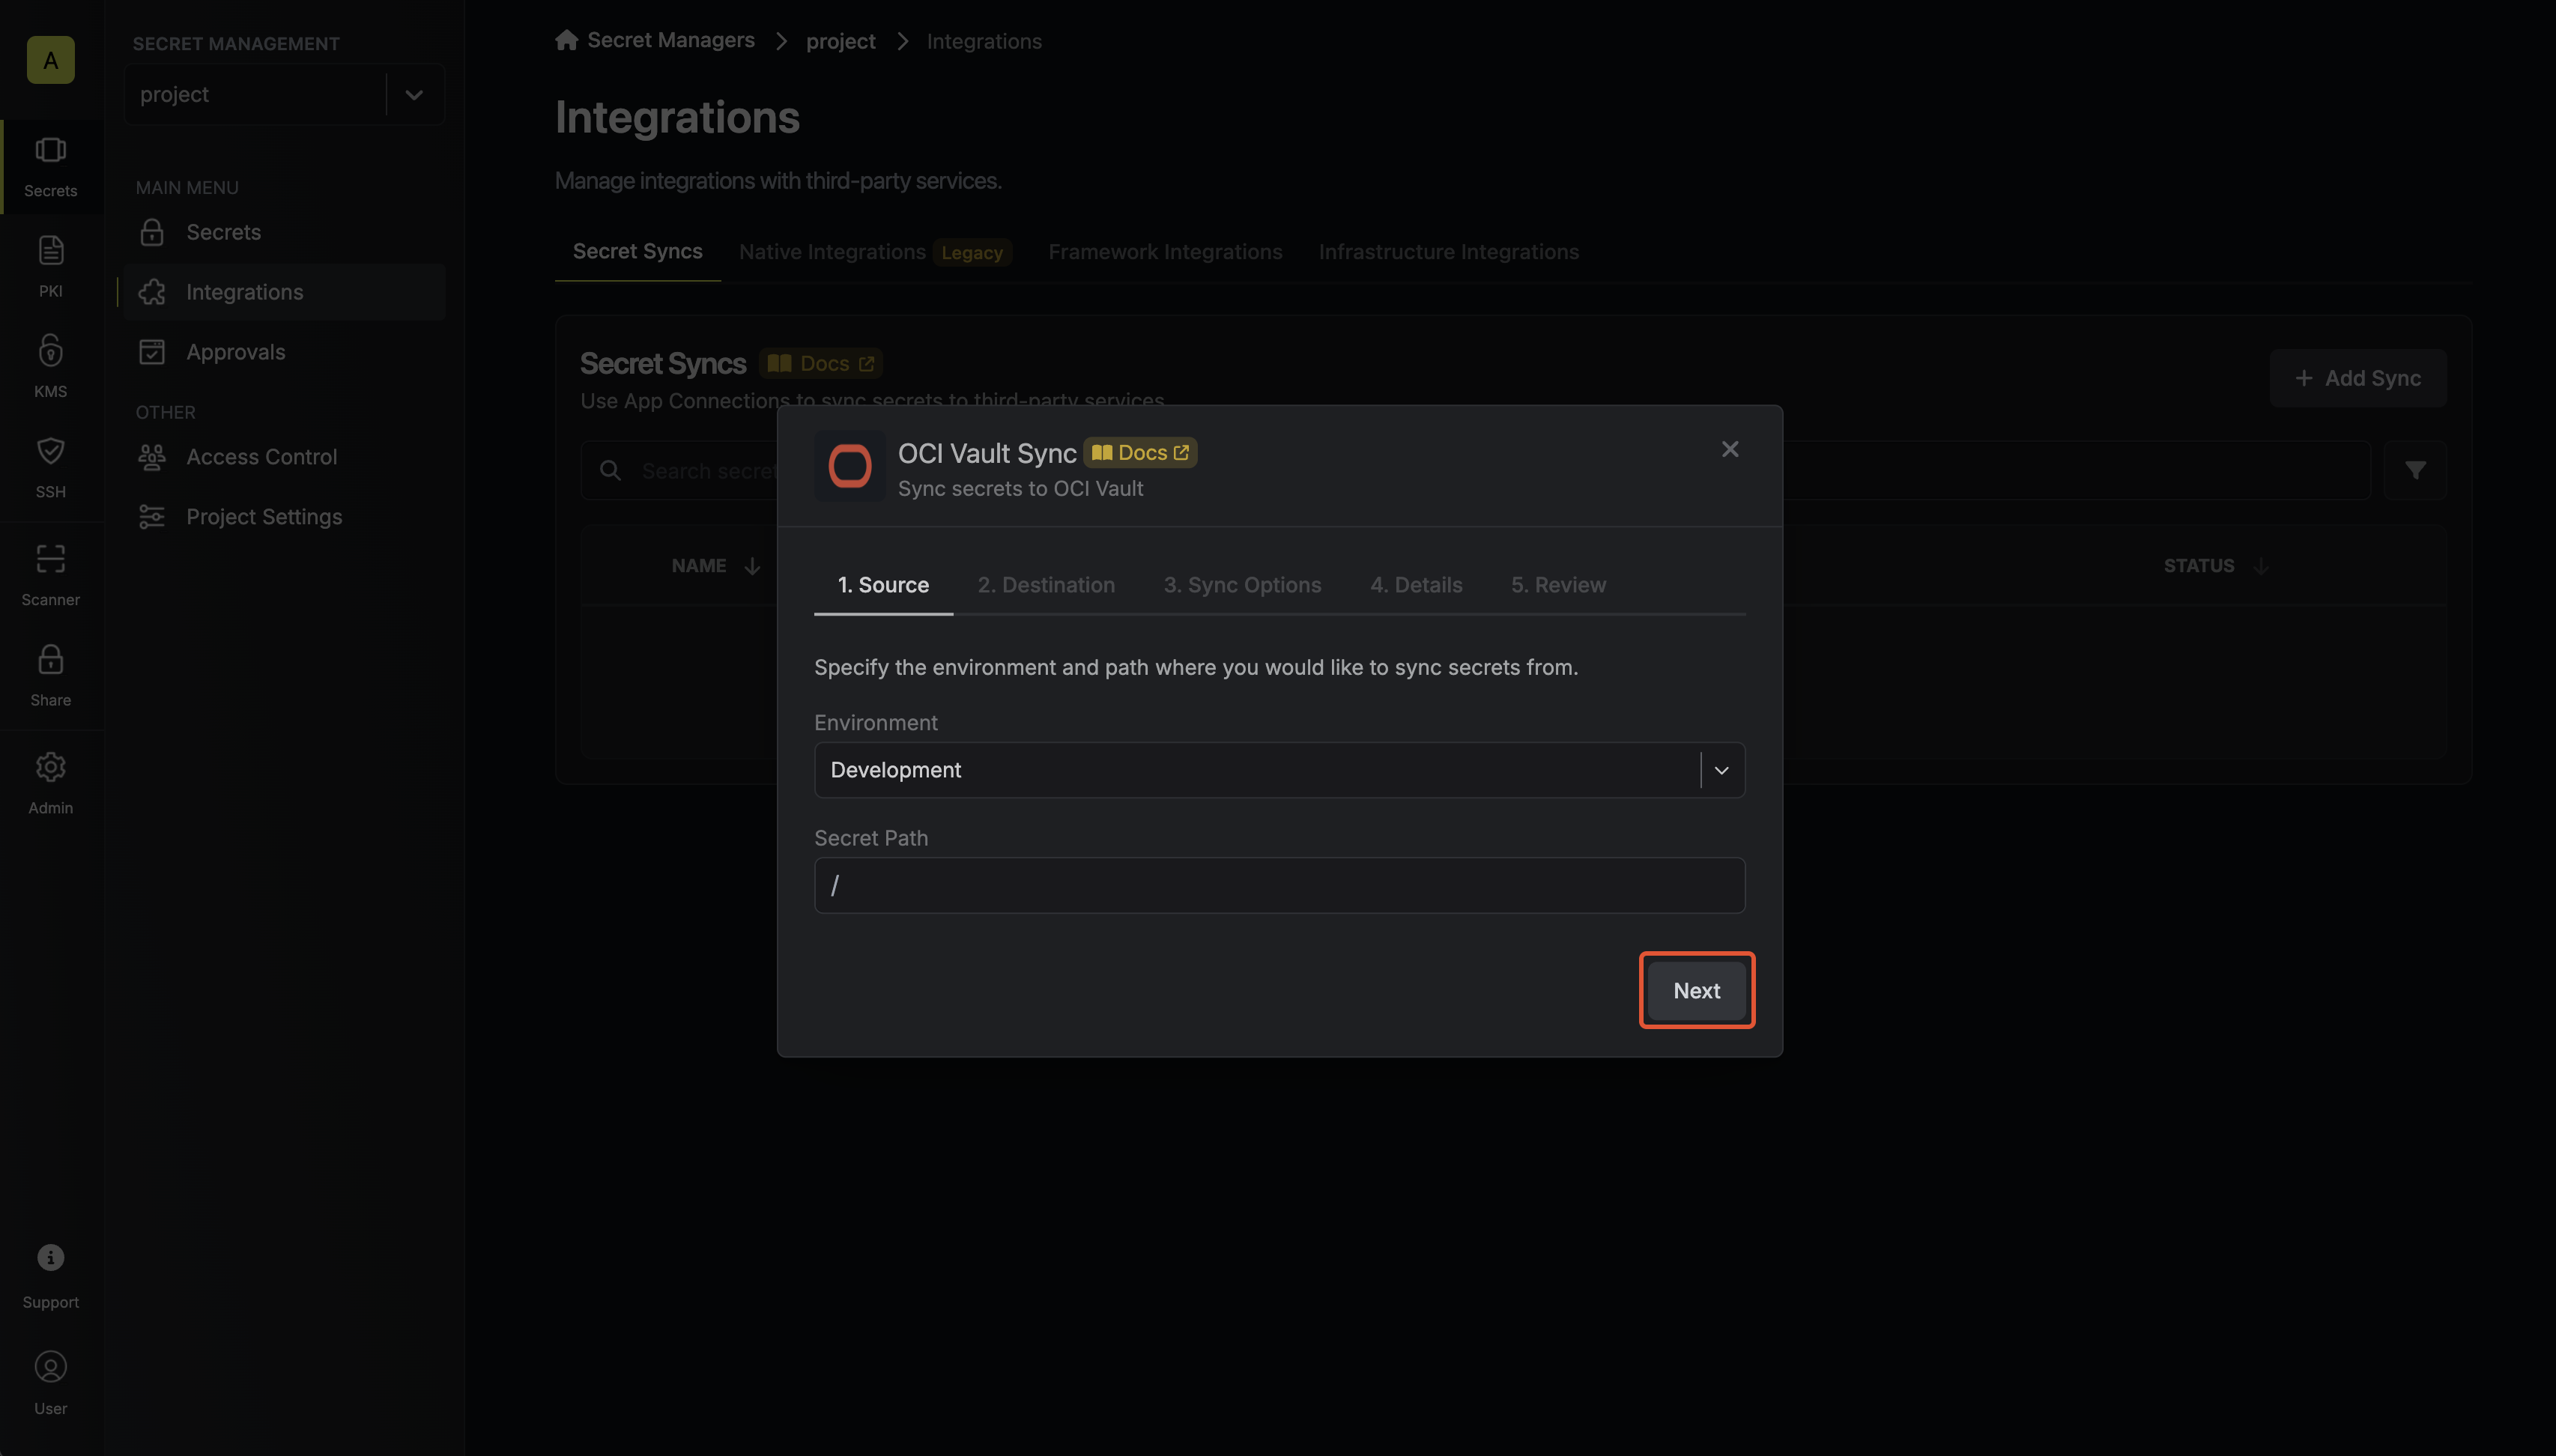 A
Secrets
PKI
KMS
SSH
Scanner
Share
Admin
Support
User
SECRET MANAGEMENT
project
MAIN MENU
Secrets
Integrations
Approvals
OTHER
Access Control
Project Settings
Secret Managers > project > Integrations
Integrations
Manage integrations with third-party services.
Secret Syncs Native Integrations Legacy Framework Integrations Infrastructure Integrations
Secret Syncs Docs
Use App Connections to sync secrets to third-party services
+ Add Sync
Search secret
NAME
STATUS
OCI Vault Sync Docs
Sync secrets to OCI Vault
1. Source 2. Destination 3. Sync Options 4. Details 5. Review
Specify the environment and path where you would like to sync secrets from.
Environment
Development
Secret Path
/
Next